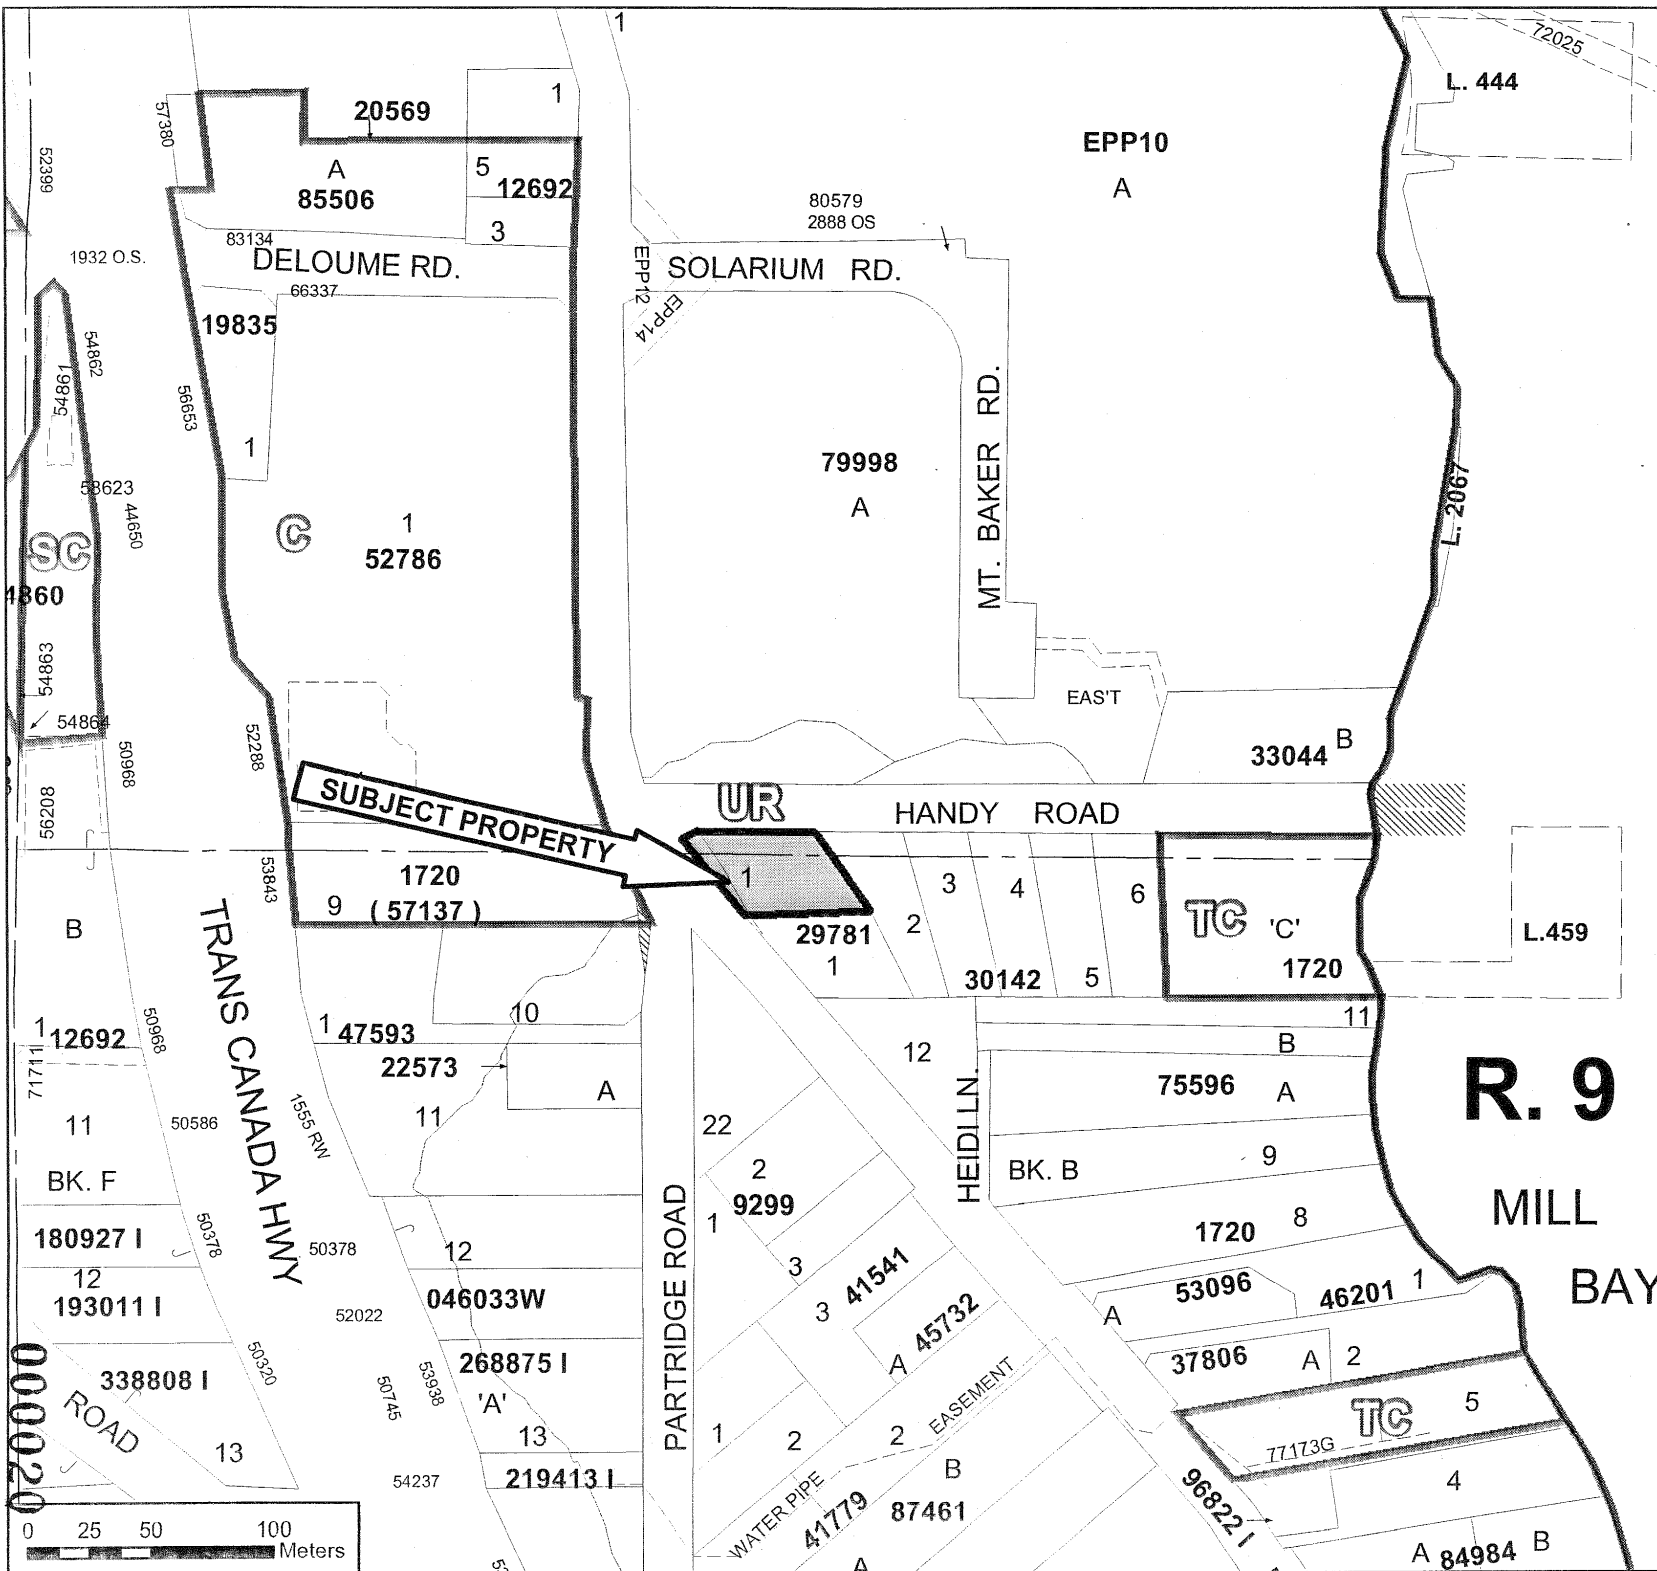 1
72025
L. 444
20569
1
57380
EPP10
A
52399
A
85506
5
12692
80579
2888 OS
3
83134
1932 O.S.
DELOUME RD.
EPP12
SOLARIUM RD.
66337
EPP14
19835
54862
54861
56653
MT. BAKER RD.
1
79998
A
L. 2067
53623
44650
SC
C
1
52786
4860
54863
54864
EAS'T
B
33044
52288
50968
56208
SUBJECT PROPERTY
UR
HANDY ROAD
53843
1720
9
( 57137 )
1
2
3
4
6
TC
'C'
1720
L.459
B
29781
1
30142
5
TRANS CANADA HWY
10
1
12692
50968
1
47593
11
12
B
22573
A
71711
75596
A
R. 9
11
50586
1555 RW
11
22
HEIDI LN.
BK. F
2
9299
BK. B
9
PARTRIDGE ROAD
1
1720
8
MILL
180927 I
50378
50378
12
3
41541
BAY
12
193011 I
52022
046033W
3
45732
A
53096
46201
1
A
37806
A
2
338808 I
50320
50745
53938
268875 I
'A'
EASEMENT
ROAD
13
13
1
2
2
TC
5
77173G
54237
219413 I
WATER PIPE
41779
B
87461
96822 I
4
A
A
84984
B
000020
0 25 50 100
Meters